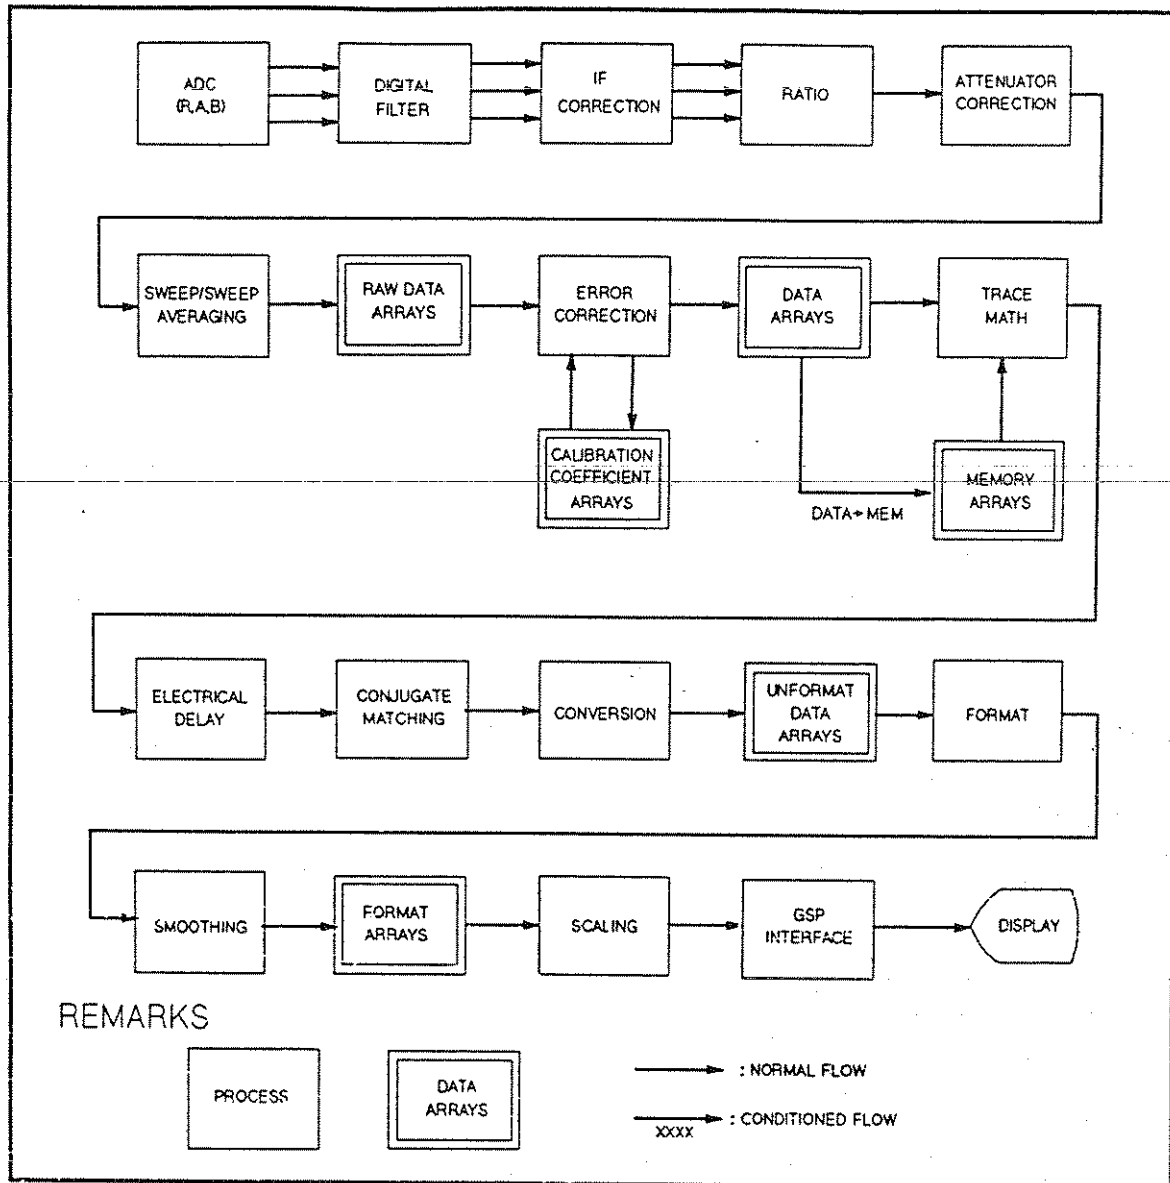 ADC
(R,A,B)
DIGITAL
FILTER
IF
CORRECTION
RATIO
ATTENUATOR
CORRECTION
SWEEP/SWEEP
AVERAGING
RAW DATA
ARRAYS
ERROR
CORRECTION
DATA
ARRAYS
TRACE
MATH
CALIBRATION
COEFFICIENT
ARRAYS
DATA→MEM
MEMORY
ARRAYS
ELECTRICAL
DELAY
CONJUGATE
MATCHING
CONVERSION
UNFORMAT
DATA
ARRAYS
FORMAT
SMOOTHING
FORMAT
ARRAYS
SCALING
GSP
INTERFACE
DISPLAY
REMARKS
PROCESS
DATA
ARRAYS
: NORMAL FLOW
XXXX : CONDITIONED FLOW